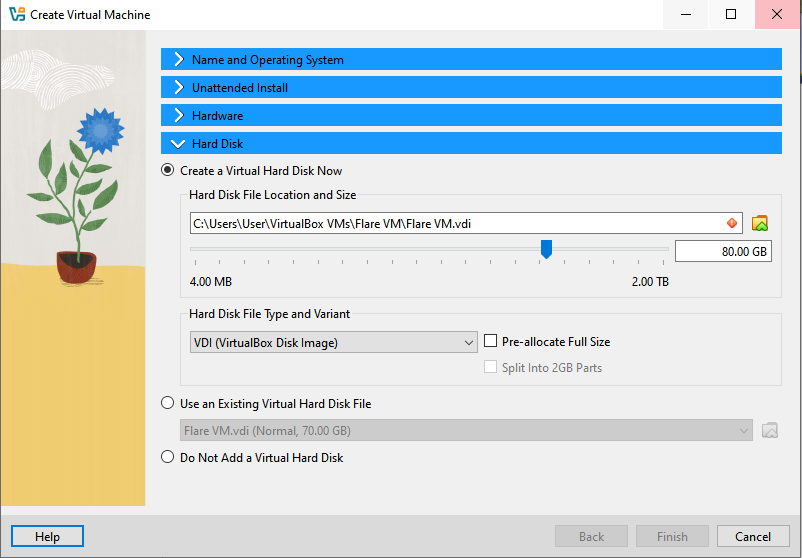 Create Virtual Machine
Name and Operating System
Unattended Install
Hardware
Hard Disk
Create a Virtual Hard Disk Now
Hard Disk File Location and Size
C:\Users\User\VirtualBox VMs\Flare VM\Flare VM.vdi
80.00 GB
4.00 MB 2.00 TB
Hard Disk File Type and Variant
VDI (VirtualBox Disk Image) Pre-allocate Full Size
Split Into 2GB Parts
Use an Existing Virtual Hard Disk File
Flare VM.vdi (Normal, 70.00 GB)
Do Not Add a Virtual Hard Disk
Help Back Finish Cancel